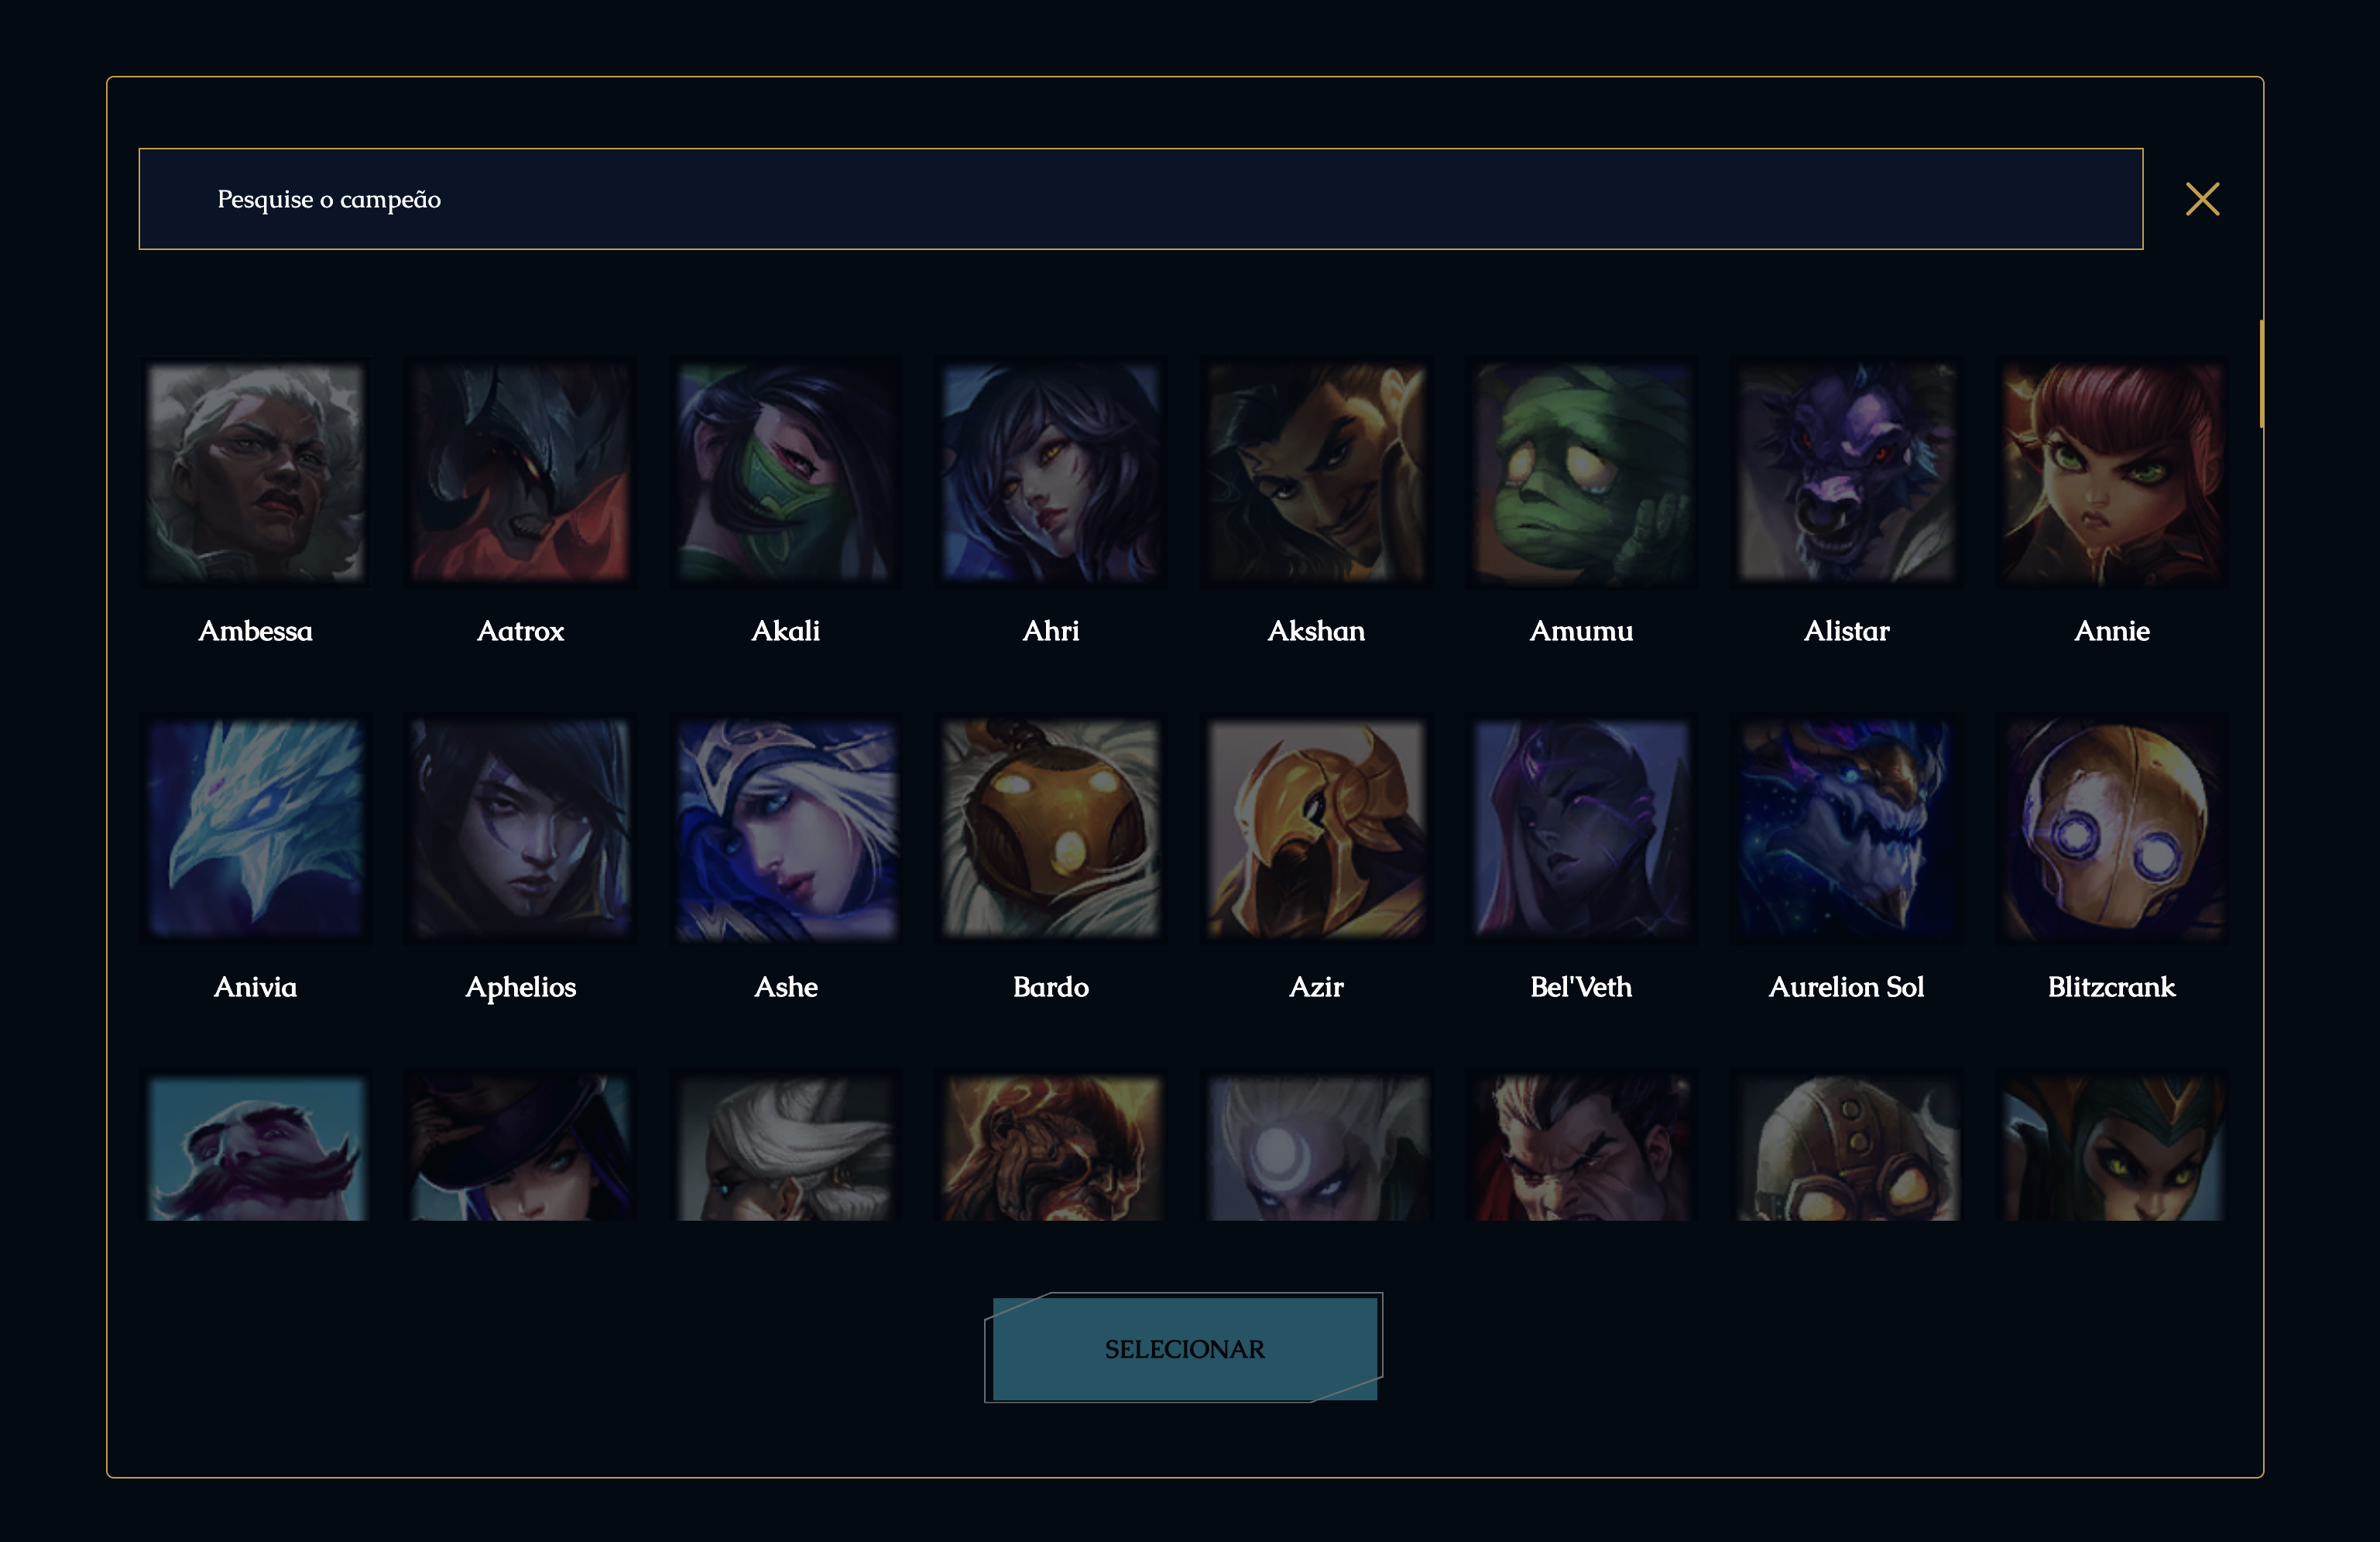 Pesquise o campeão
Ambessa
Aatrox
Akali
Ahri
Akshan
Amumu
Alistar
Annie
Anivia
Aphelios
Ashe
Bardo
Azir
Bel'Veth
Aurelion Sol
Blitzcrank
SELECIONAR